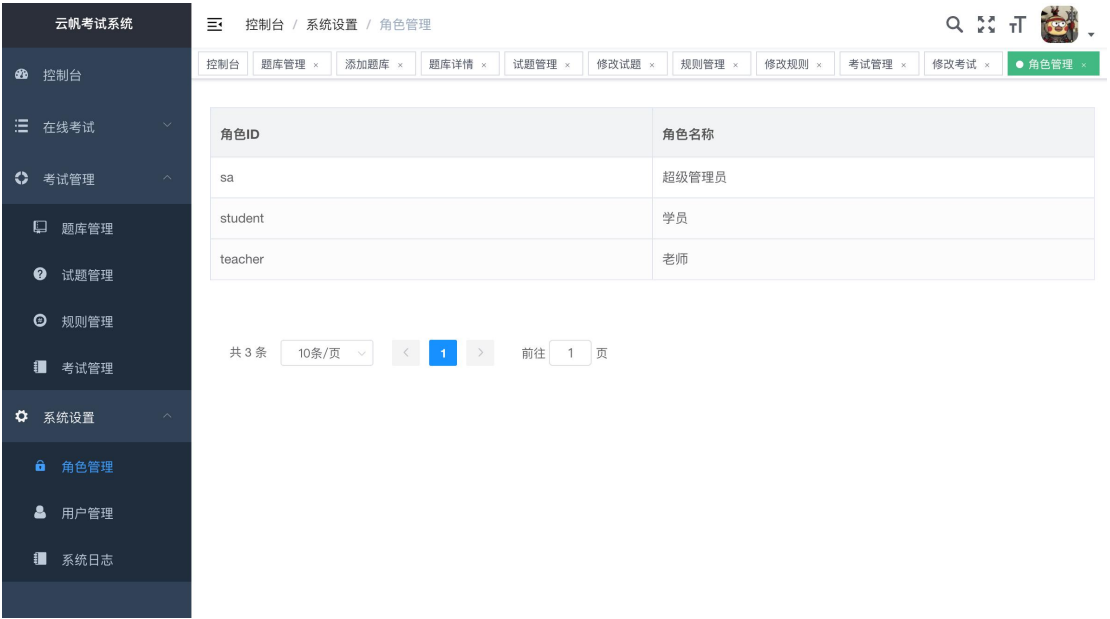 云帆考试系统
控制台
在线考试
考试管理
题库管理
试题管理
规则管理
考试管理
系统设置
角色管理
用户管理
系统日志
控制台 / 系统设置 / 角色管理
控制台 题库管理 × 添加题库 × 题库详情 × 试题管理 × 修改试题 × 规则管理 × 修改规则 × 考试管理 × 修改考试 × 角色管理 ×
角色ID 角色名称
sa 超级管理员
student 学员
teacher 老师
共 3 条 10条/页 < 1 > 前往 1 页